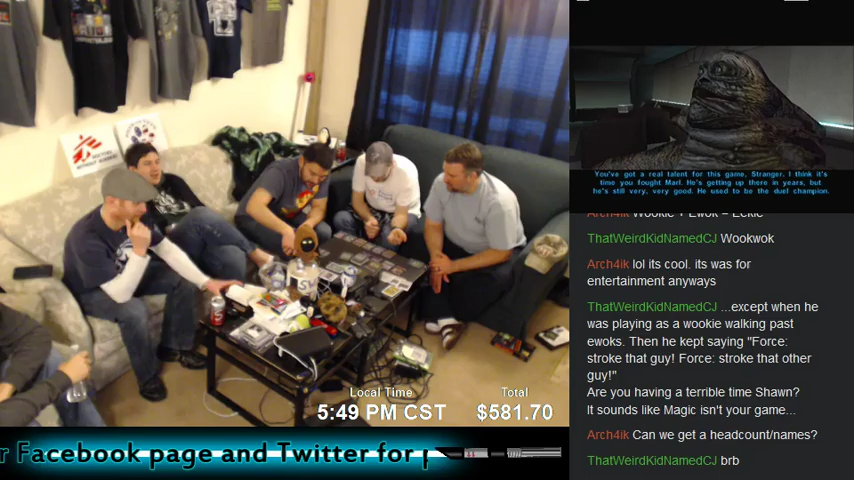 DOCTORS
WITHOUT BORDERS
Local Time
5:49 PM CST
Total
$581.70
r Facebook page and Twitter for
You've got a real talent for this game, Stranger. I think it's
time you fought Marl. He's getting up there in years, but
he's still very, very good. He used to be the duel champion.
Arch4ik Wookie + Ewok = Eekie
ThatWeirdKidNamedCJ Wookwok
Arch4ik lol its cool. its was for
entertainment anyways
ThatWeirdKidNamedCJ ...except when he
was playing as a wookie walking past
ewoks. Then he kept saying "Force:
stroke that guy! Force: stroke that other
guy!"
Are you having a terrible time Shawn?
It sounds like Magic isn't your game...
Arch4ik Can we get a headcount/names?
ThatWeirdKidNamedCJ brb